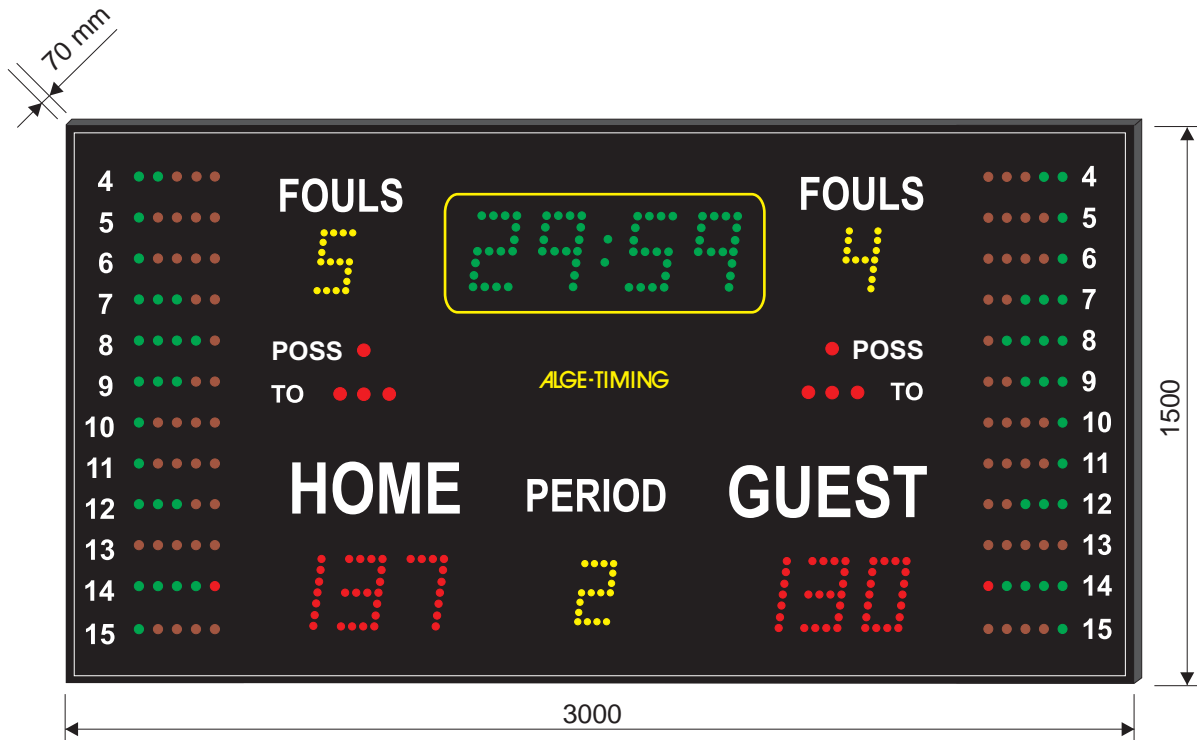 70 mm
4 FOULS 29:59 FOULS 4
5 5 4 5
6 6
7 7
8 POSS POSS 8
9 TO ALGE-TIMING TO 9
10 10
11 HOME PERIOD GUEST 11
12 12
13 13
14 137 2 130 14
15 15
1500
3000